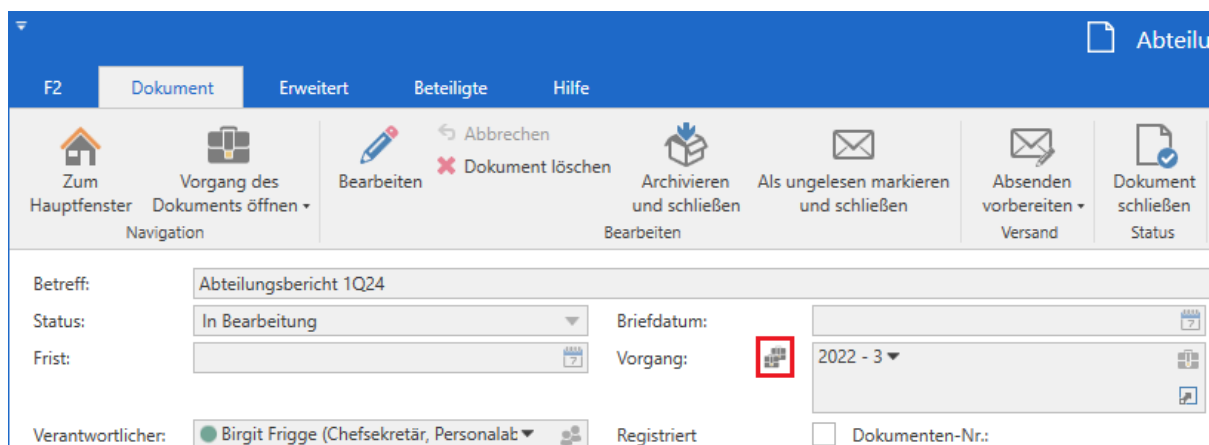 Abteilu
F2 Dokument Erweitert Beteiligte Hilfe
Zum Hauptfenster
Vorgang des Dokuments öffnen
Navigation
Bearbeiten
Abbrechen
Dokument löschen
Archivieren und schließen
Als ungelesen markieren und schließen
Bearbeiten
Absenden vorbereiten
Versand
Dokument schließen
Status
Betreff: Abteilungsbericht 1Q24
Status: In Bearbeitung Briefdatum: 7
Frist: 7 Vorgang: 2022 - 3
Verantwortlicher: Birgit Frigge (Chefsekretär, Personalab Registriert Dokumenten-Nr.: